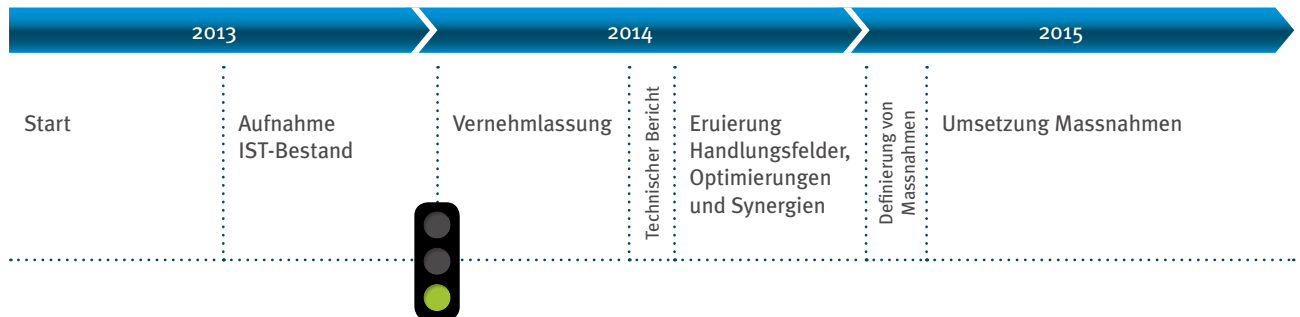 2013
2014
2015
Start
Aufnahme
IST-Bestand
Vernehmlassung
Technischer Bericht
Eruierung
Handlungsfelder,
Optimierungen
und Synergien
Definierung von
Massnahmen
Umsetzung Massnahmen